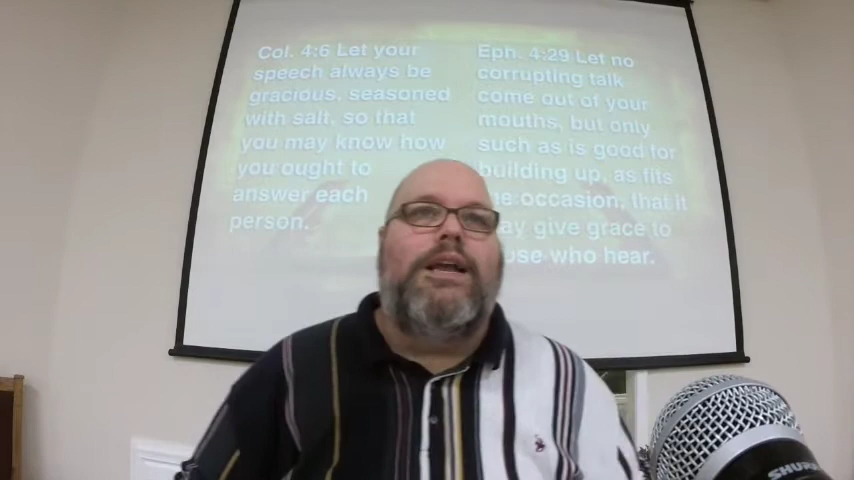 Col. 4:6 Let your
speech always be
gracious, seasoned
with salt, so that
you may know how
you ought to
answer each
person.
Eph. 4:29 Let no
corrupting talk
come out of your
mouths, but only
such as is good for
building up, as fits
occasion, that it
give grace to
who hear.
SHURE